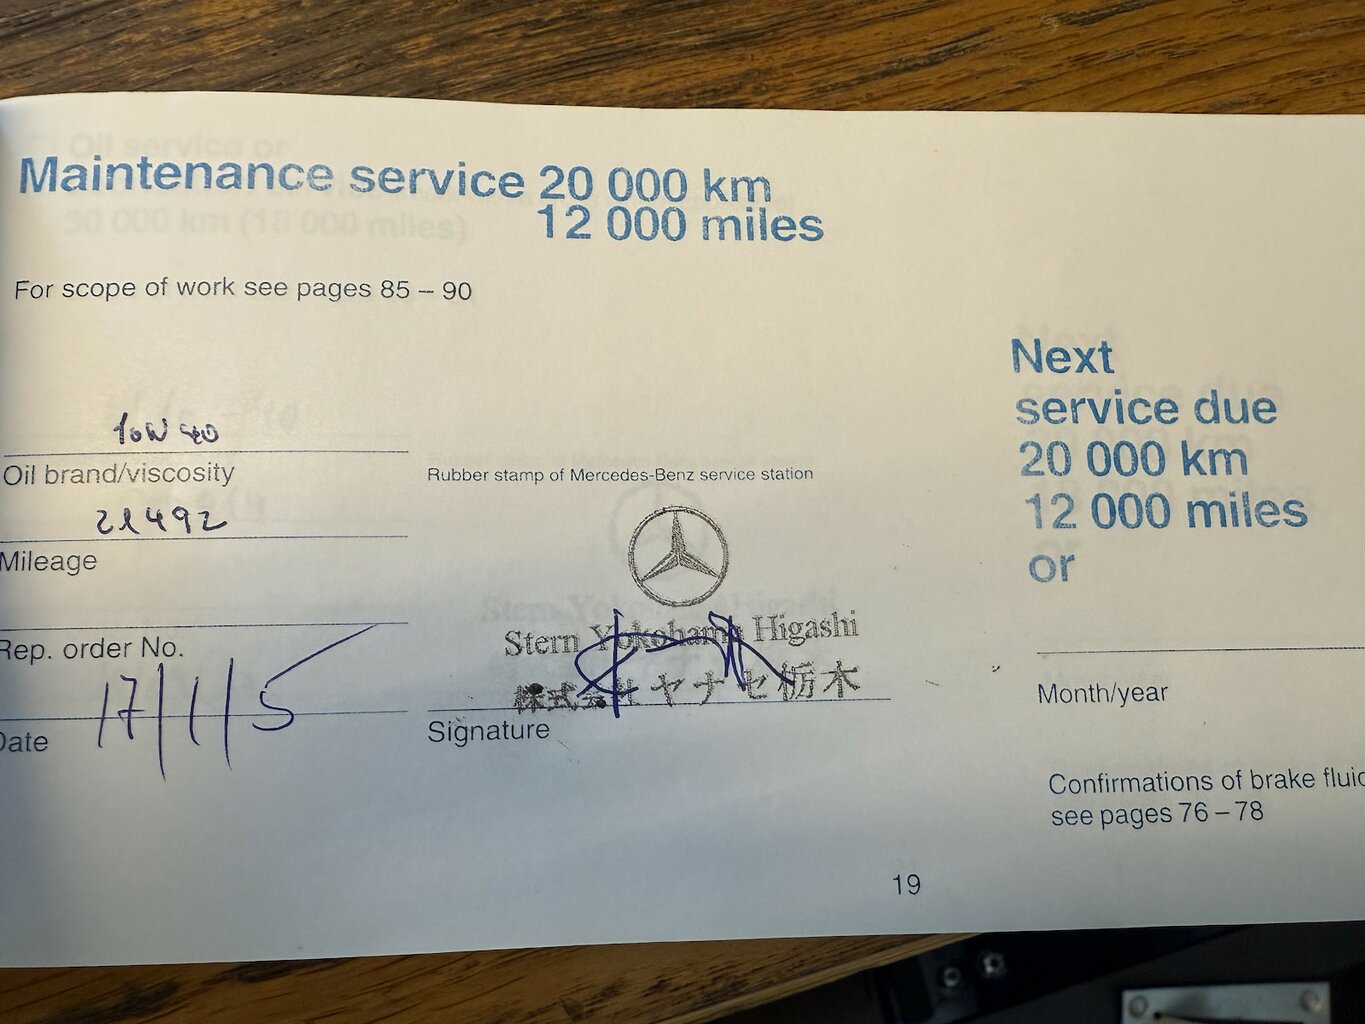 Maintenance service 20 000 km
12 000 miles
For scope of work see pages 85 – 90
10W40
Oil brand/viscosity
21492
Mileage
Rep. order No.
17/1/5
Date
Rubber stamp of Mercedes-Benz service station
Stern Yokohama Higashi
株式会社ヤナセ栃木
Signature
Next
service due
20 000 km
12 000 miles
or
Month/year
Confirmations of brake fluid
see pages 76 – 78
19